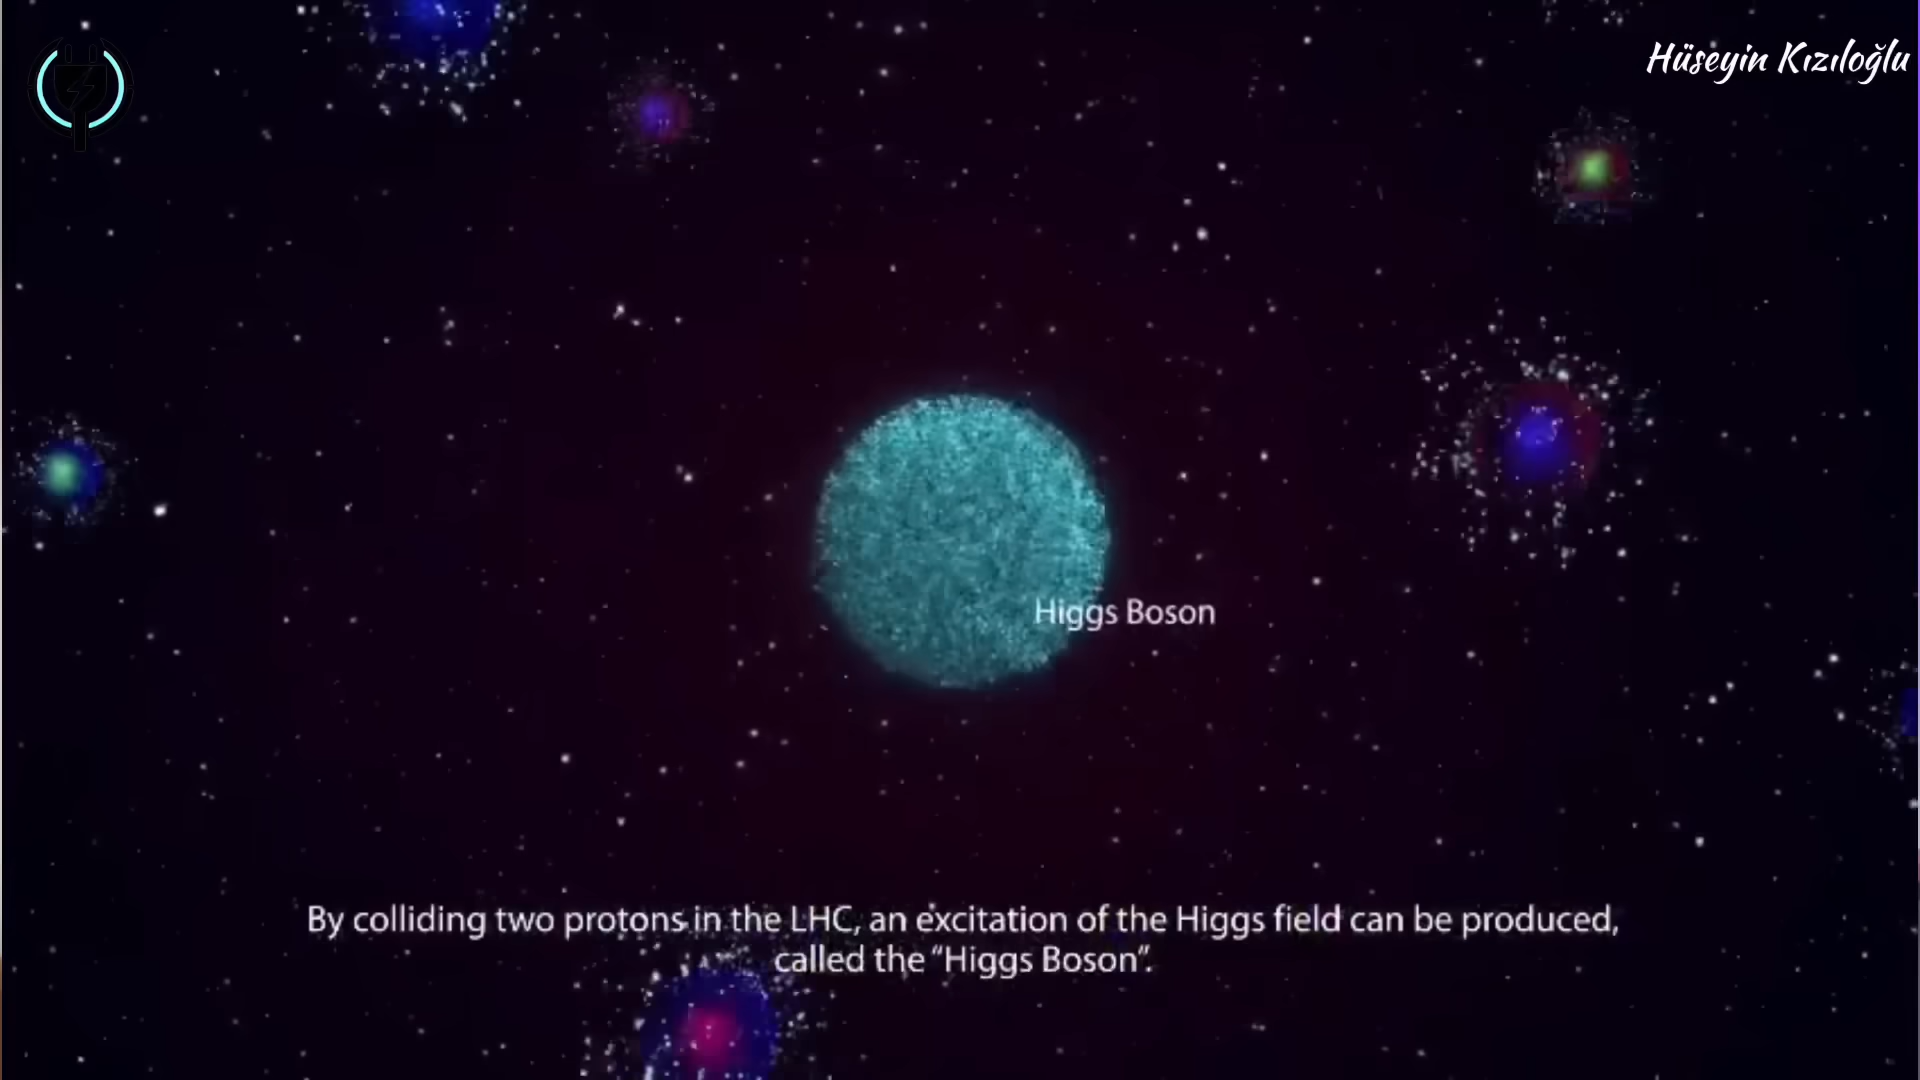 Hüseyin Kızıloğlu
Higgs Boson
By colliding two protons in the LHC, an excitation of the Higgs field can be produced,
called the “Higgs Boson”.